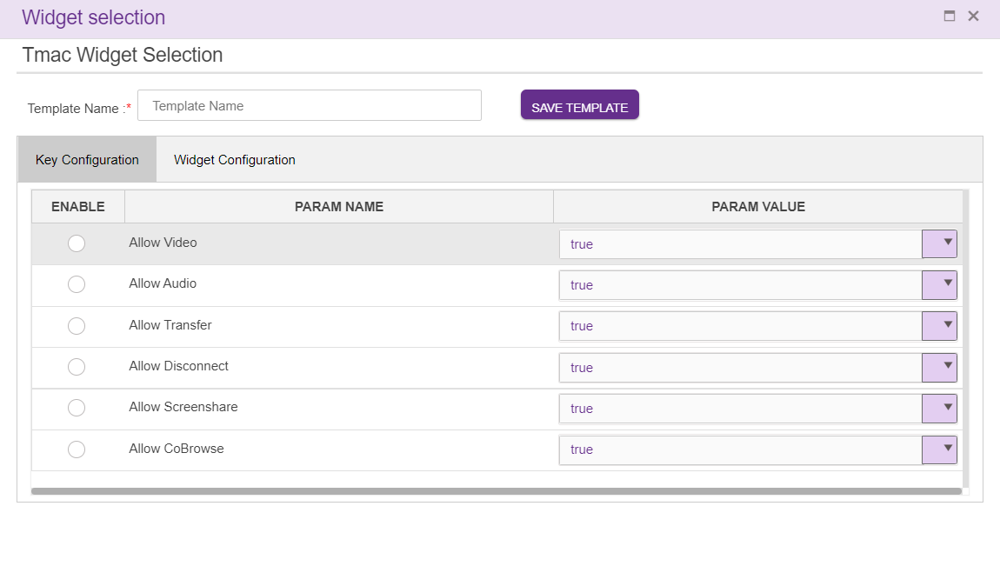 Widget selection
Tmac Widget Selection
Template Name :* Template Name SAVE TEMPLATE
Key Configuration Widget Configuration
ENABLE PARAM NAME PARAM VALUE
Allow Video true
Allow Audio true
Allow Transfer true
Allow Disconnect true
Allow Screenshare true
Allow CoBrowse true